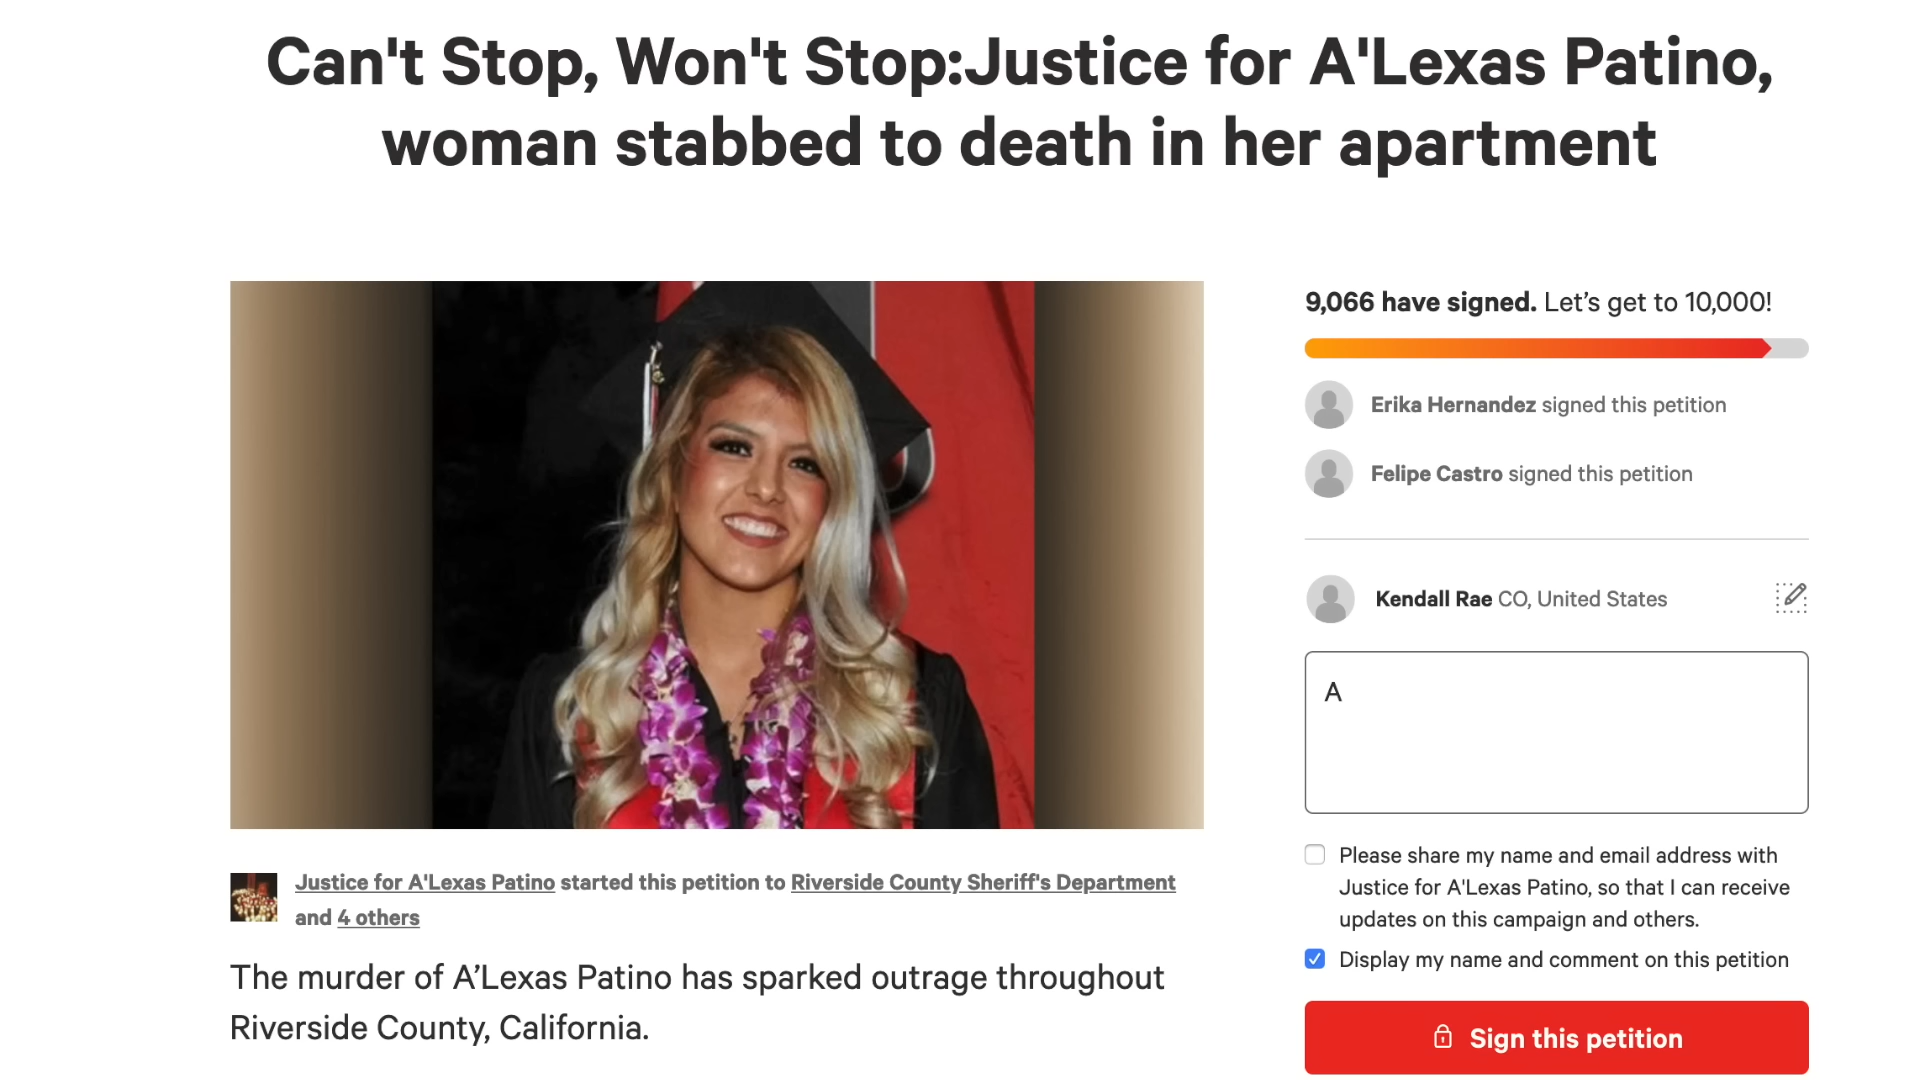 Can't Stop, Won't Stop:Justice for A'Lexas Patino,
woman stabbed to death in her apartment
9,066 have signed. Let’s get to 10,000!
Erika Hernandez signed this petition
Felipe Castro signed this petition
Kendall Rae CO, United States
A
Please share my name and email address with
Justice for A'Lexas Patino, so that I can receive
updates on this campaign and others.
Display my name and comment on this petition
Sign this petition
Justice for A'Lexas Patino started this petition to Riverside County Sheriff's Department
and 4 others
The murder of A’Lexas Patino has sparked outrage throughout
Riverside County, California.